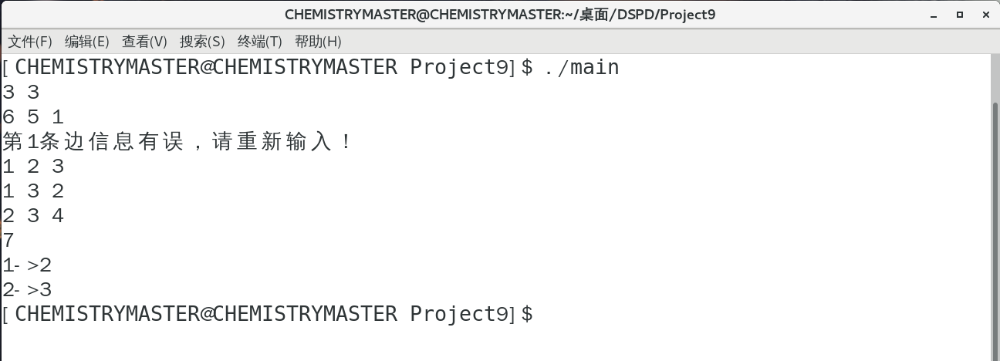 CHEMISTRYMASTER@CHEMISTRYMASTER:~/桌面/DSPD/Project9
文件(F) 编辑(E) 查看(V) 搜索(S) 终端(T) 帮助(H)
[CHEMISTRYMASTER@CHEMISTRYMASTER Project9]$ ./main
3 3
6 5 1
第1条边信息有误，请重新输入！
1 2 3
1 3 2
2 3 4
7
1->2
2->3
[CHEMISTRYMASTER@CHEMISTRYMASTER Project9]$